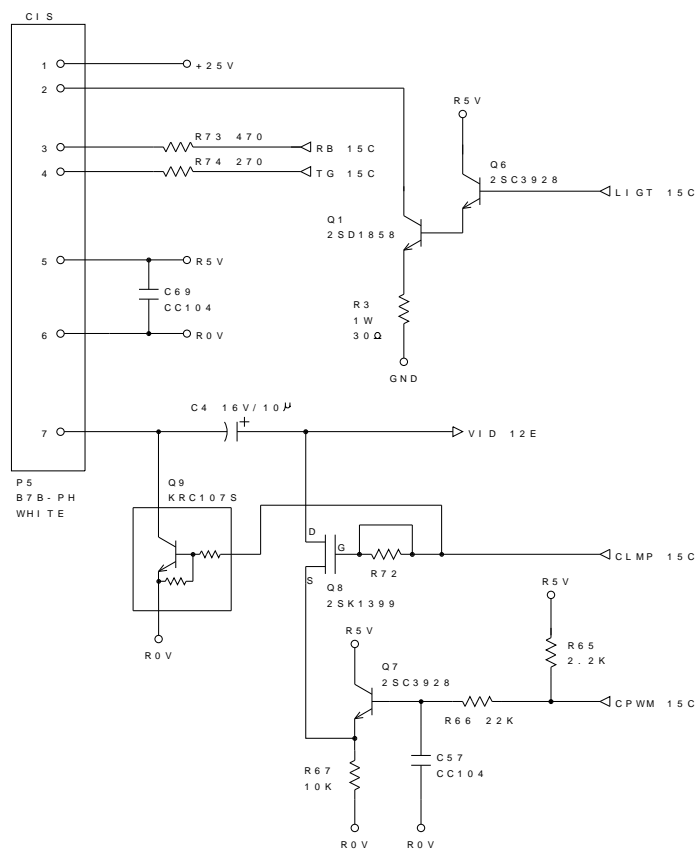 CIS
1 +25V
2
R5V
3 R73 470 RB 15C
4 R74 270 TG 15C
Q6
2SC3928
LIGT 15C
Q1
2SD1858
5 R5V
C69
CC104
6 R0V
R3
1W
30Ω
GND
C4 16V/10μ
+
7 VID 12E
P5
B7B-PH
WHITE
Q9
KRC107S
D
G
S
R72
CLMP 15C
Q8
2SK1399
R5V
R0V
R5V
R65
2.2K
Q7
2SC3928
CPWM 15C
R66 22K
C57
CC104
R67
10K
R0V
R0V